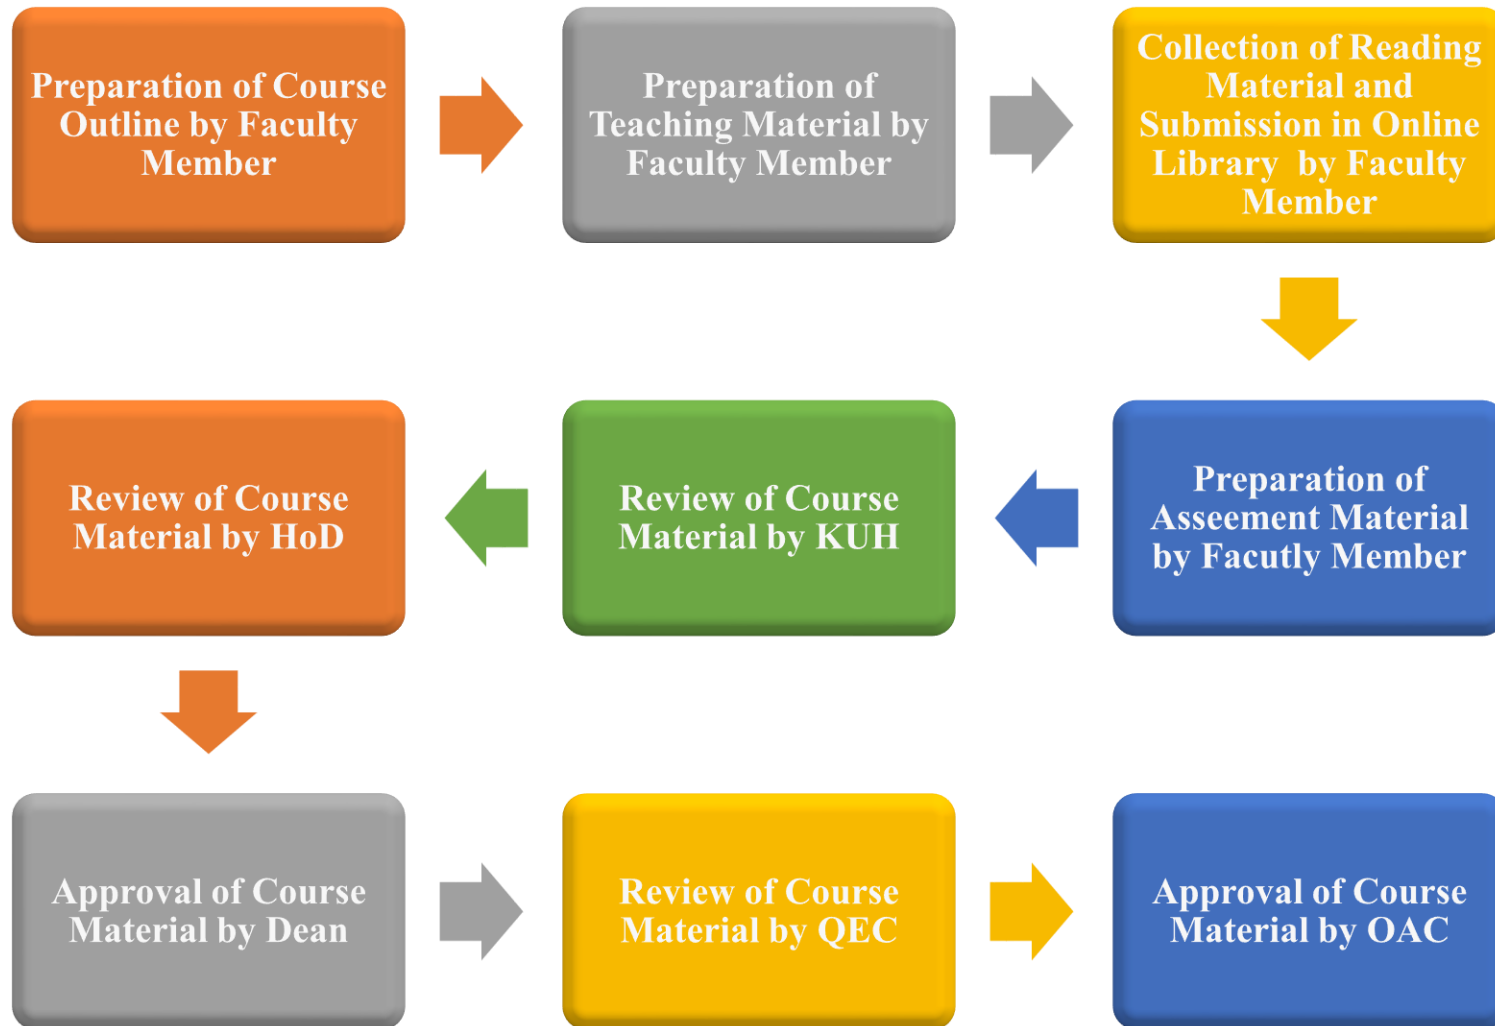 Preparation of Course
Outline by Faculty
Member
Preparation of
Teaching Material by
Faculty Member
Collection of Reading
Material and
Submission in Online
Library by Faculty
Member
Preparation of
Asseement Material
by Facutly Member
Review of Course
Material by KUH
Review of Course
Material by HoD
Approval of Course
Material by Dean
Review of Course
Material by QEC
Approval of Course
Material by OAC